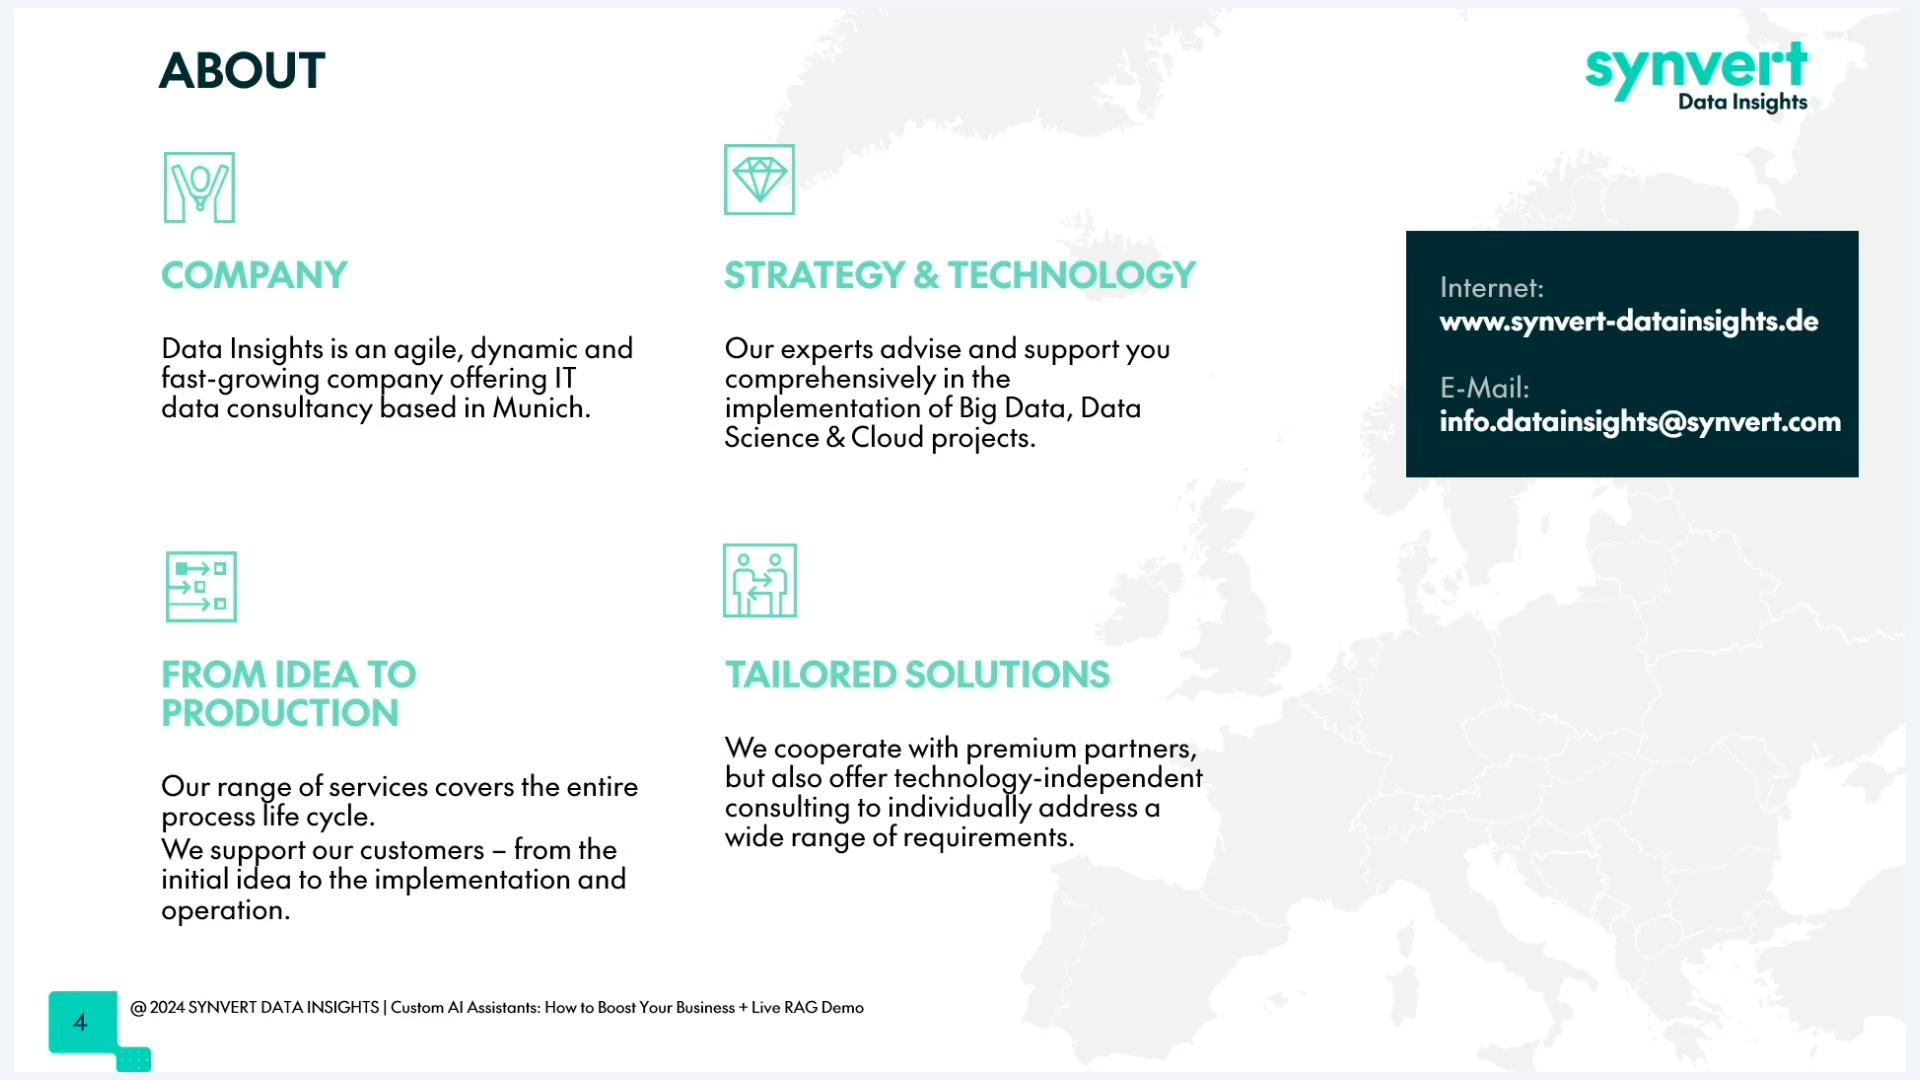 ABOUT
synvert
Data Insights
COMPANY
Data Insights is an agile, dynamic and
fast-growing company offering IT
data consultancy based in Munich.
STRATEGY & TECHNOLOGY
Our experts advise and support you
comprehensively in the
implementation of Big Data, Data
Science & Cloud projects.
Internet:
www.synvert-datainsights.de
E-Mail:
info.datainsights@synvert.com
FROM IDEA TO
PRODUCTION
Our range of services covers the entire
process life cycle.
We support our customers – from the
initial idea to the implementation and
operation.
TAILORED SOLUTIONS
We cooperate with premium partners,
but also offer technology-independent
consulting to individually address a
wide range of requirements.
4
@ 2024 SYNVERT DATA INSIGHTS | Custom AI Assistants: How to Boost Your Business + Live RAG Demo